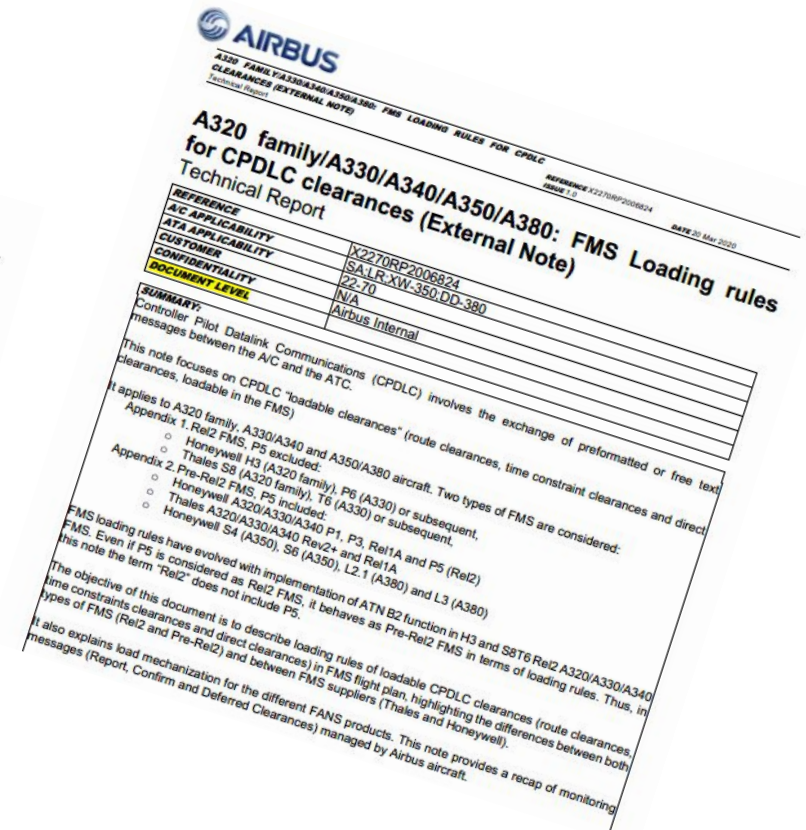 AIRBUS
A320 FAMILY/A330/A340/A350/A380: FMS LOADING RULES FOR CPDLC
CLEARANCES (EXTERNAL NOTE)
Technical Report
REFERENCE X2270RP2006824
ISSUE 1.0
DATE 20 Mar 2020
A320 family/A330/A340/A350/A380: FMS Loading rules
for CPDLC clearances (External Note)
Technical Report
REFERENCE X2270RP2006824
A/C APPLICABILITY SA:LR:XW-350:DD-380
ATA APPLICABILITY 22-70
CUSTOMER N/A
CONFIDENTIALITY Airbus Internal
DOCUMENT LEVEL
SUMMARY:
Controller Pilot Datalink Communications (CPDLC) involves the exchange of preformatted or free text
messages between the A/C and the ATC.
This note focuses on CPDLC "loadable clearances" (route clearances, time constraint clearances and direct
clearances, loadable in the FMS)
It applies to A320 family, A330/A340 and A350/A380 aircraft. Two types of FMS are considered:
Appendix 1. Rel2 FMS, P5 excluded:
○ Honeywell H3 (A320 family), P6 (A330) or subsequent,
○ Thales S8 (A320 family), T6 (A330) or subsequent,
Appendix 2. Pre-Rel2 FMS, P5 included:
○ Honeywell A320/A330/A340 P1, P3, Rel1A and P5 (Rel2)
○ Thales A320/A330/A340 Rev2+ and Rel1A
○ Honeywell S4 (A350), S6 (A350), L2.1 (A380) and L3 (A380)
FMS loading rules have evolved with implementation of ATN B2 function in H3 and S8T6 Rel2 A320/A330/A340
FMS. Even if P5 is considered as Rel2 FMS, it behaves as Pre-Rel2 FMS in terms of loading rules. Thus, in
this note the term "Rel2" does not include P5.
The objective of this document is to describe loading rules of loadable CPDLC clearances (route clearances,
time constraints clearances and direct clearances) in FMS flight plan, highlighting the differences between both
types of FMS (Rel2 and Pre-Rel2) and between FMS suppliers (Thales and Honeywell).
It also explains load mechanization for the different FANS products. This note provides a recap of monitoring
messages (Report, Confirm and Deferred Clearances) managed by Airbus aircraft.